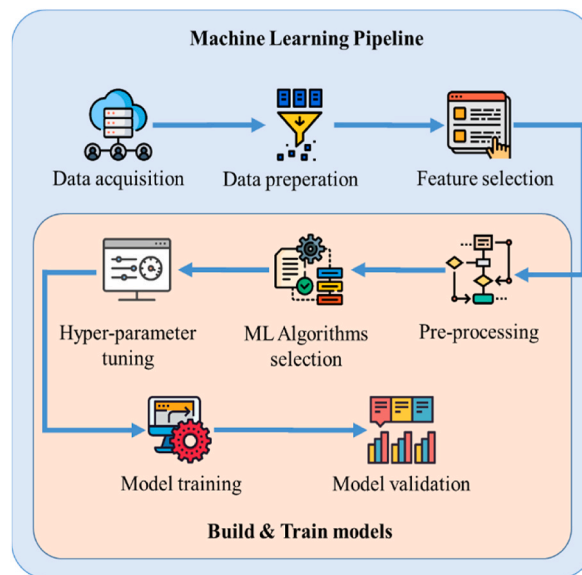 Machine Learning Pipeline
Data acquisition
Data preperation
Feature selection
Hyper-parameter
tuning
ML Algorithms
selection
Pre-processing
Model training
Model validation
Build & Train models